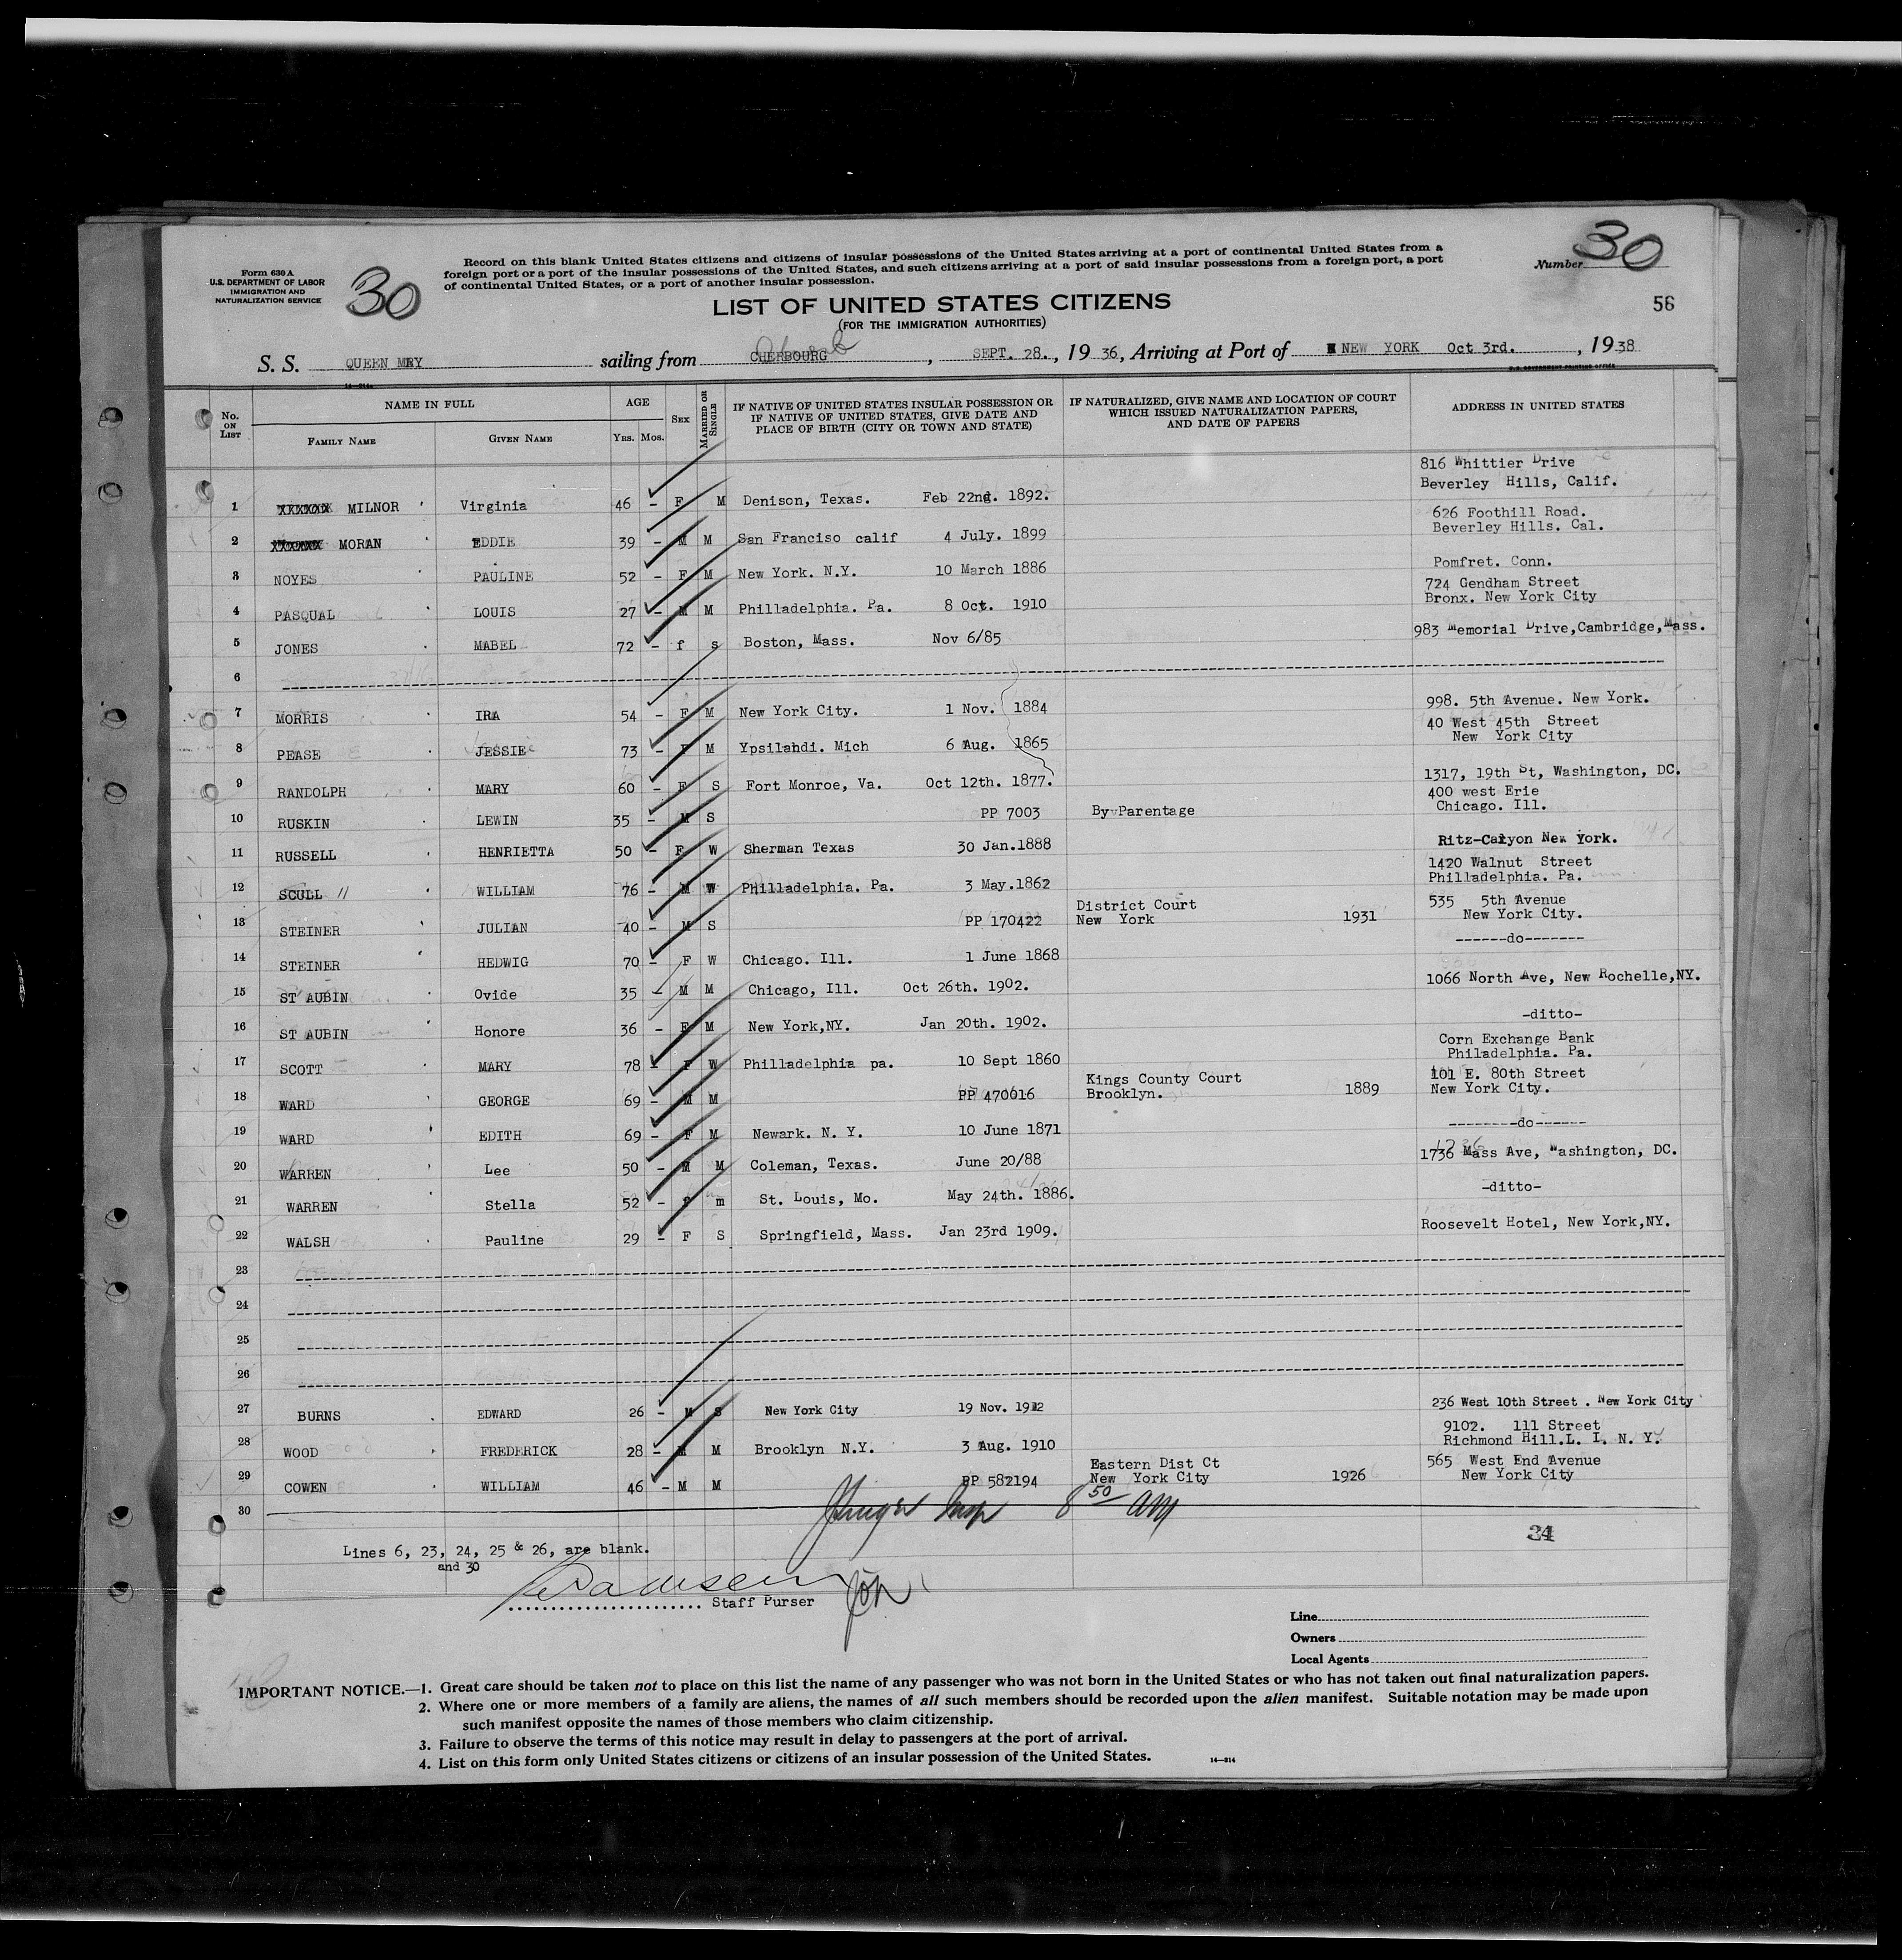 Form 630 A
U.S. DEPARTMENT OF LABOR
IMMIGRATION AND
NATURALIZATION SERVICE
30
Record on this blank United States citizens and citizens of insular possessions of the United States arriving at a port of continental United States from a
foreign port or a port of the insular possessions of the United States, and such citizens arriving at a port of said insular possessions from a foreign port, a port
of continental United States, or a port of another insular possession.
Number 30
LIST OF UNITED STATES CITIZENS
(FOR THE IMMIGRATION AUTHORITIES)
56
S. S. QUEEN MRY sailing from CHERBOURG, SEPT. 28., 19 36, Arriving at Port of NEW YORK Oct 3rd., 19 38
No. ON LIST
NAME IN FULL
FAMILY NAME
GIVEN NAME
AGE
YRS. MOS.
SEX
MARRIED OR SINGLE
IF NATIVE OF UNITED STATES INSULAR POSSESSION OR
IF NATIVE OF UNITED STATES, GIVE DATE AND
PLACE OF BIRTH (CITY OR TOWN AND STATE)
IF NATURALIZED, GIVE NAME AND LOCATION OF COURT
WHICH ISSUED NATURALIZATION PAPERS,
AND DATE OF PAPERS
ADDRESS IN UNITED STATES
816 Whittier Drive
Beverley Hills, Calif.
1 XXXXXX MILNOR Virginia 46 - F M Denison, Texas. Feb 22nd. 1892.
626 Foothill Road.
Beverley Hills. Cal.
2 XXXXXX MORAN EDDIE 39 - M M San Franciso calif 4 July. 1899
3 NOYES PAULINE 52 - F M New York. N.Y. 10 March 1886 Pomfret. Conn.
724 Gendham Street
4 PASQUAL LOUIS 27 - M M Philladelphia. Pa. 8 Oct. 1910 Bronx. New York City
5 JONES MABEL 72 - f s Boston, Mass. Nov 6/85 983 Memorial Drive,Cambridge,Mass.
6
7 MORRIS IRA 54 - F M New York City. 1 Nov. 1884 998. 5th Avenue. New York.
40 West 45th Street
8 PEASE JESSIE 73 - F M Ypsilahdi. Mich 6 Aug. 1865 New York City
9 RANDOLPH MARY 60 - F S Fort Monroe, Va. Oct 12th. 1877. 1317, 19th St, Washington, DC.
400 west Erie
10 RUSKIN LEWIN 35 - M S PP 7003 By Parentage Chicago. Ill.
11 RUSSELL HENRIETTA 50 - F W Sherman Texas 30 Jan.1888 Ritz-Calyon New York.
1420 Walnut Street
12 SCULL // WILLIAM 76 - M W Philladelphia. Pa. 3 May.1862 Philladelphia. Pa.
District Court 535 5th Avenue
13 STEINER JULIAN 40 - M S PP 170422 New York 1931 New York City.
14 STEINER HEDWIG 70 - F W Chicago. Ill. 1 June 1868 ------do-------
15 ST AUBIN Ovide 35 - M M Chicago, Ill. Oct 26th. 1902. 1066 North Ave, New Rochelle,NY.
16 ST AUBIN Honore 36 - F M New York,NY. Jan 20th. 1902. -ditto-
Corn Exchange Bank
17 SCOTT MARY 78 - F W Philladelphia pa. 10 Sept 1860 Philadelphia. Pa.
Kings County Court 101 E. 80th Street
18 WARD GEORGE 69 - M M PP 470616 Brooklyn. 1889 New York City.
19 WARD EDITH 69 - F M Newark. N. Y. 10 June 1871 --------do------
20 WARREN Lee 50 - M M Coleman, Texas. June 20/88 1736 Mass Ave, Washington, DC.
21 WARREN Stella 52 - f m St. Louis, Mo. May 24th. 1886. -ditto-
22 WALSH Pauline 29 - F S Springfield, Mass. Jan 23rd 1909. Roosevelt Hotel, New York,NY.
23
24
25
26
27 BURNS EDWARD 26 - M S New York City 19 Nov. 1912 236 West 10th Street . New York City
9102. 111 Street
28 WOOD FREDERICK 28 - M M Brooklyn N.Y. 3 Aug. 1910 Richmond Hill.L. I. N. Y.
Eastern Dist Ct 565 West End Avenue
29 COWEN WILLIAM 46 - M M PP 582194 New York City 1926 New York City
30 Insp 8 50 AM
34
Lines 6, 23, 24, 25 & 26, are blank.
and 30
Staff Purser
Line
Owners
Local Agents
IMPORTANT NOTICE.—1. Great care should be taken not to place on this list the name of any passenger who was not born in the United States or who has not taken out final naturalization papers.
2. Where one or more members of a family are aliens, the names of all such members should be recorded upon the alien manifest. Suitable notation may be made upon
such manifest opposite the names of those members who claim citizenship.
3. Failure to observe the terms of this notice may result in delay to passengers at the port of arrival.
4. List on this form only United States citizens or citizens of an insular possession of the United States.
14—814